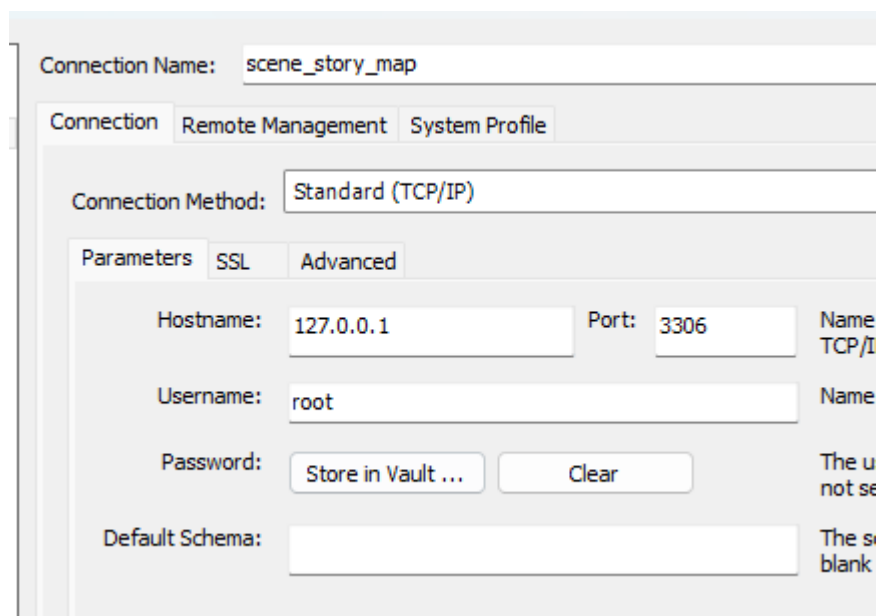 Connection Name: scene_story_map
Connection Remote Management System Profile
Connection Method: Standard (TCP/IP)
Parameters SSL Advanced
Hostname: 127.0.0.1 Port: 3306 Name
Username: root Name
Password: Store in Vault ... Clear The
not
Default Schema: The
blank